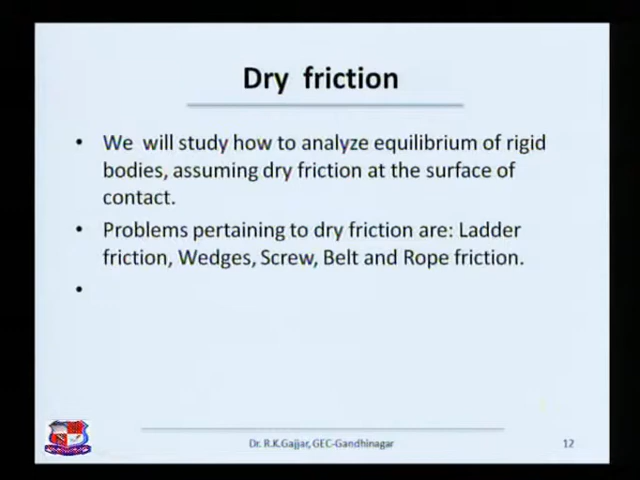 Dry friction
• We will study how to analyze equilibrium of rigid
bodies, assuming dry friction at the surface of
contact.
• Problems pertaining to dry friction are: Ladder
friction, Wedges, Screw, Belt and Rope friction.
•
Dr. R.K.Gajjar, GEC-Gandhinagar
12